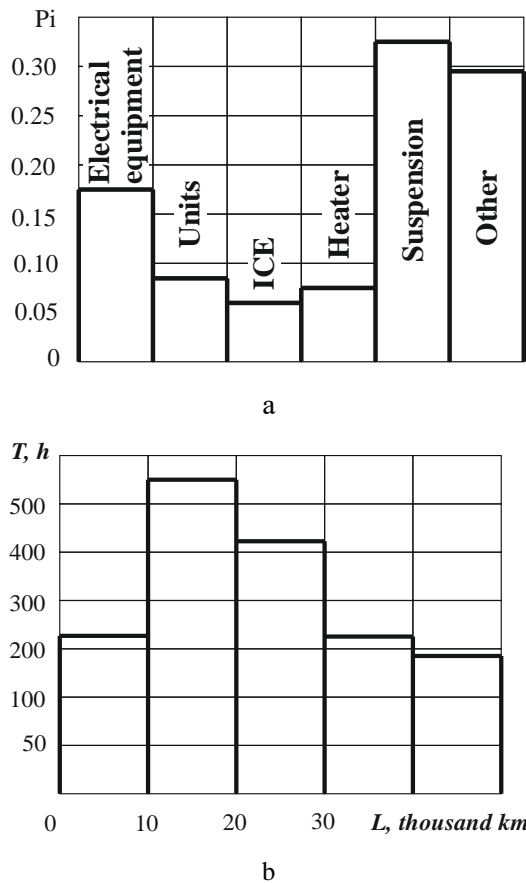 Pi
0.30
0.25
0.20
0.15
0.10
0.05
0
Electrical
equipment
Units
ICE
Heater
Suspension
Other
a
T, h
500
400
300
200
100
50
0 10 20 30 L, thousand km
b